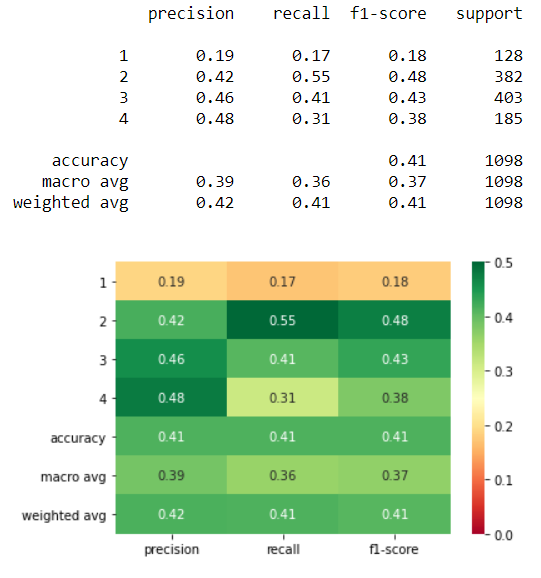 precision recall f1-score support
1 0.19 0.17 0.18 128
2 0.42 0.55 0.48 382
3 0.46 0.41 0.43 403
4 0.48 0.31 0.38 185
accuracy 0.41 1098
macro avg 0.39 0.36 0.37 1098
weighted avg 0.42 0.41 0.41 1098
1 0.19 0.17 0.18
2 0.42 0.55 0.48
3 0.46 0.41 0.43
4 0.48 0.31 0.38
accuracy 0.41 0.41 0.41
macro avg 0.39 0.36 0.37
weighted avg 0.42 0.41 0.41
precision recall f1-score
0.5
0.4
0.3
0.2
0.1
0.0